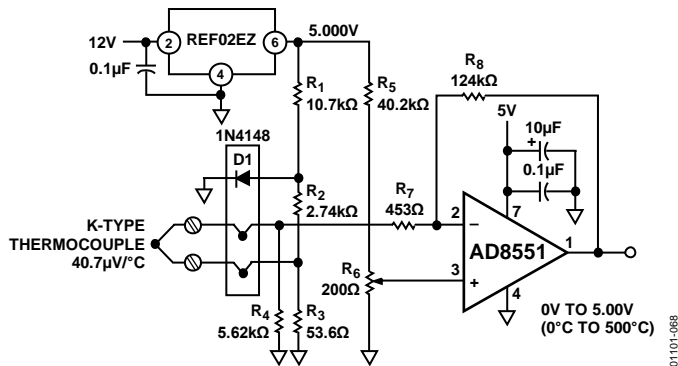 REF02EZ
12V
2
6
4
5.000V
0.1µF
R1
10.7kΩ
R5
40.2kΩ
R8
124kΩ
1N4148
D1
5V
10µF
+
0.1µF
R2
2.74kΩ
R7
453Ω
K-TYPE
THERMOCOUPLE
40.7µV/°C
2
−
7
AD8551
1
3
+
4
R6
200Ω
R4
5.62kΩ
R3
53.6Ω
0V TO 5.00V
(0°C TO 500°C)
01101-068